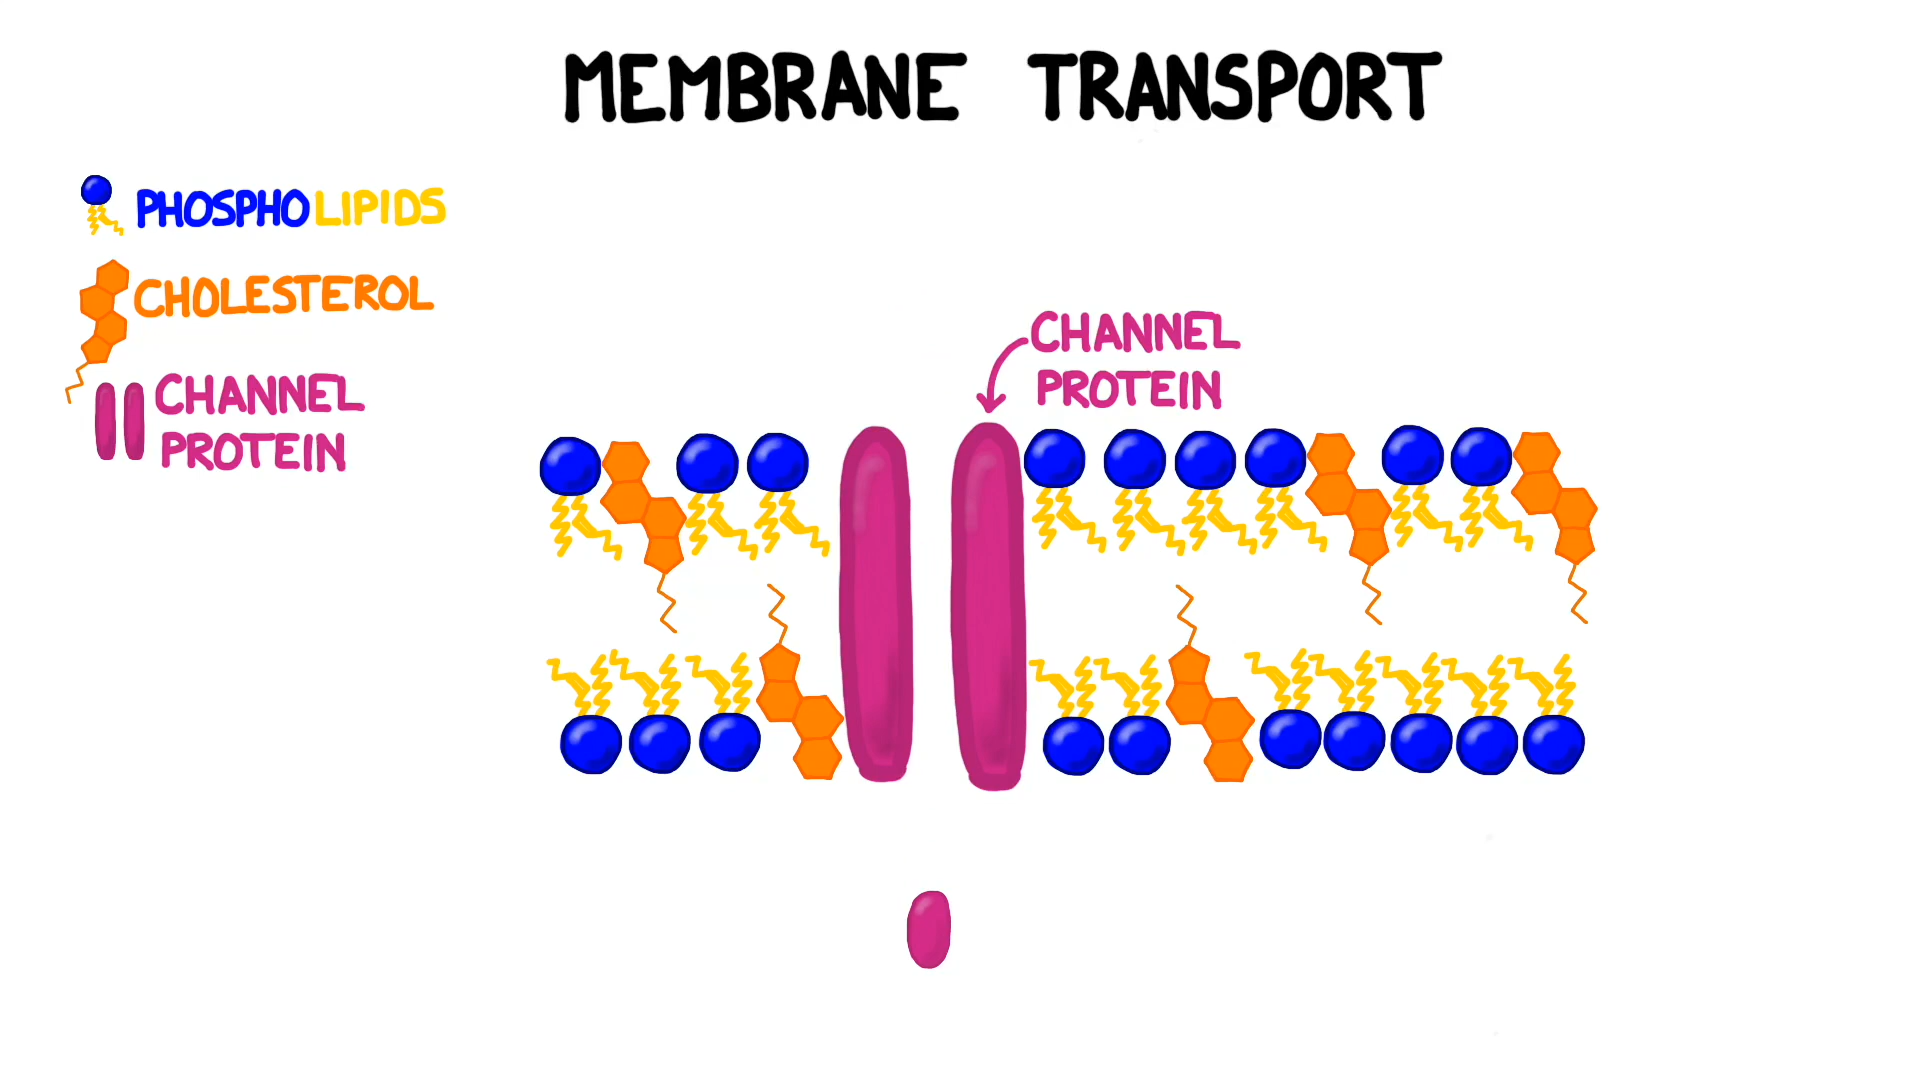 MEMBRANE TRANSPORT
PHOSPHOLIPIDS
CHOLESTEROL
CHANNEL
PROTEIN
CHANNEL
PROTEIN